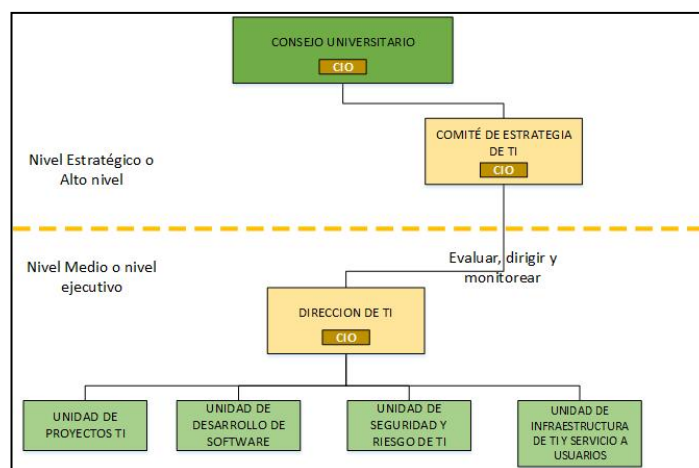 CONSEJO UNIVERSITARIO
CIO
COMITÉ DE ESTRATEGIA
DE TI
CIO
Nivel Estratégico o
Alto nivel
Nivel Medio o nivel
ejecutivo
Evaluar, dirigir y
monitorear
DIRECCION DE TI
CIO
UNIDAD DE
PROYECTOS TI
UNIDAD DE
DESARROLLO DE
SOFTWARE
UNIDAD DE
SEGURIDAD Y
RIESGO DE TI
UNIDAD DE
INFRAESTRUCTURA
DE TI Y SERVICIO A
USUARIOS